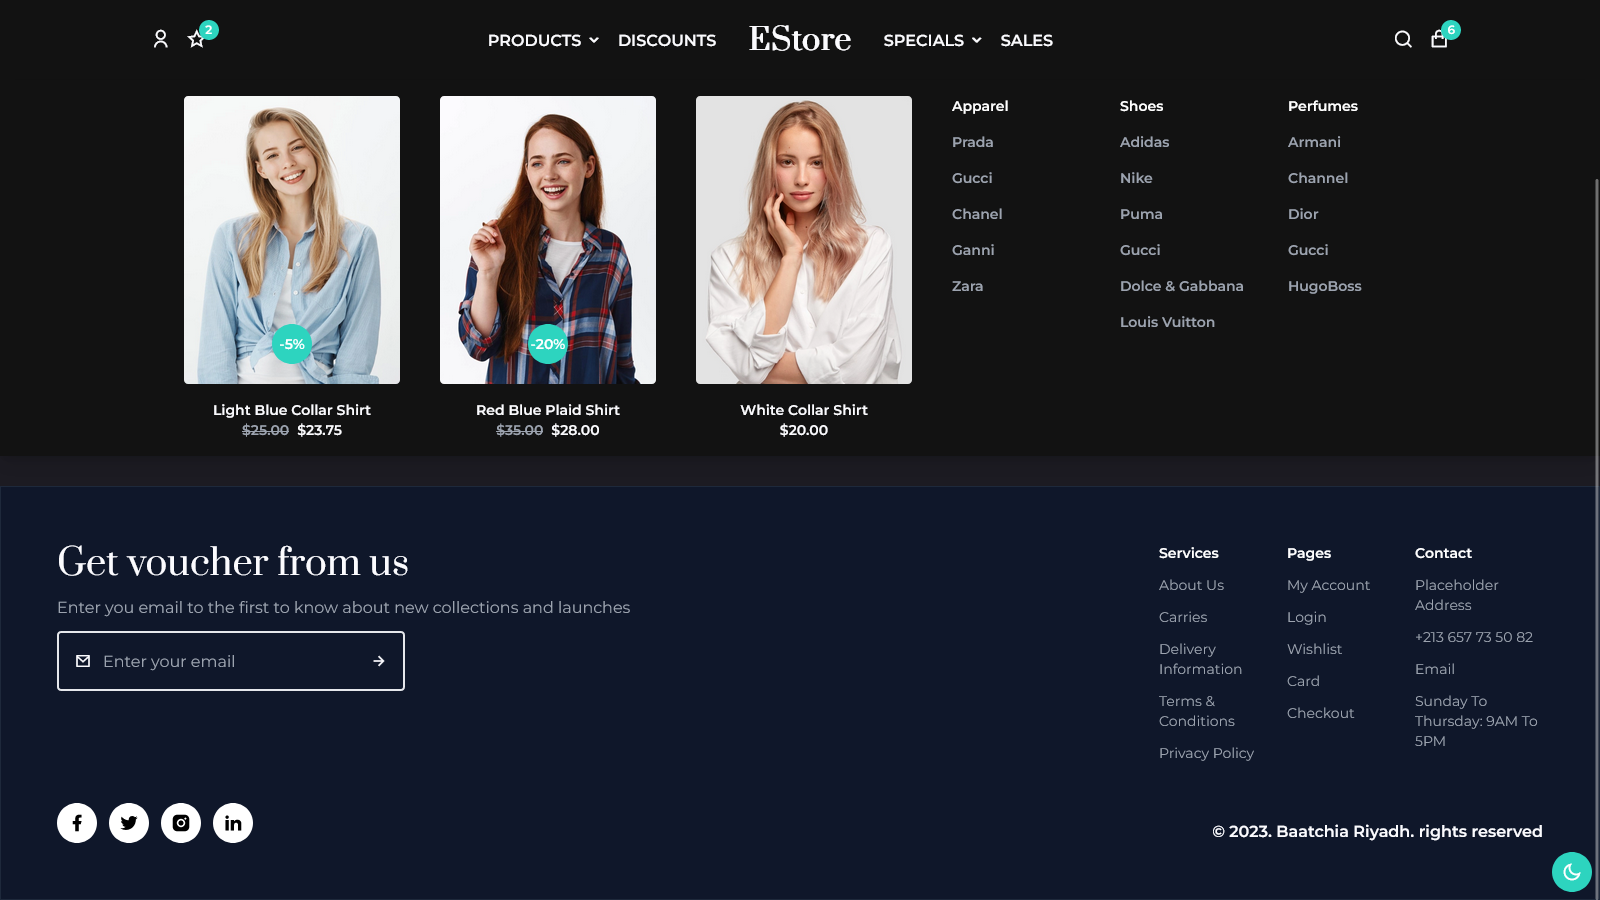 2
PRODUCTS
DISCOUNTS
EStore
SPECIALS
SALES
6
-5%
Light Blue Collar Shirt
$25.00 $23.75
-20%
Red Blue Plaid Shirt
$35.00 $28.00
White Collar Shirt
$20.00
Apparel
Prada
Gucci
Chanel
Ganni
Zara
Shoes
Adidas
Nike
Puma
Gucci
Dolce & Gabbana
Louis Vuitton
Perfumes
Armani
Channel
Dior
Gucci
HugoBoss
Get voucher from us
Enter you email to the first to know about new collections and launches
Enter your email
Services
About Us
Carries
Delivery
Information
Terms &
Conditions
Privacy Policy
Pages
My Account
Login
Wishlist
Card
Checkout
Contact
Placeholder
Address
+213 657 73 50 82
Email
Sunday To
Thursday: 9AM To
5PM
© 2023. Baatchia Riyadh. rights reserved